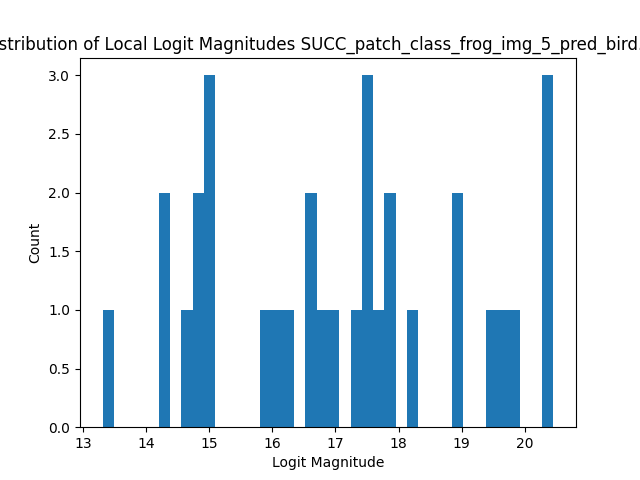 stribution of Local Logit Magnitudes SUCC_patch_class_frog_img_5_pred_bird.
3.0
2.5
2.0
1.5
1.0
0.5
0.0
Count
13 14 15 16 17 18 19 20
Logit Magnitude